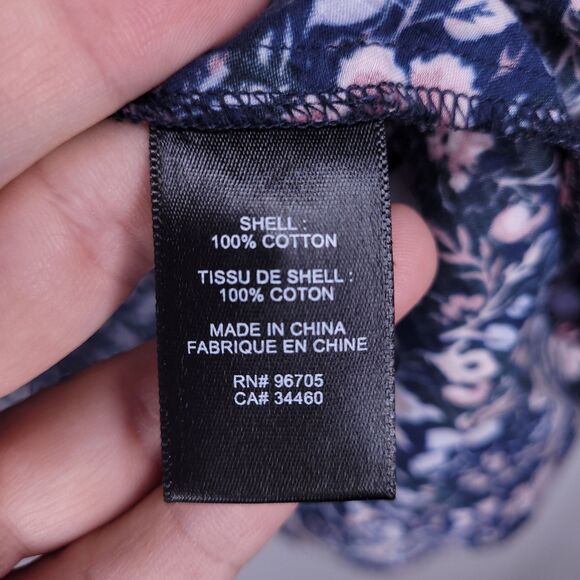 SHELL :
100% COTTON
TISSU DE SHELL :
100% COTON
MADE IN CHINA
FABRIQUE EN CHINE
RN# 96705
CA# 34460